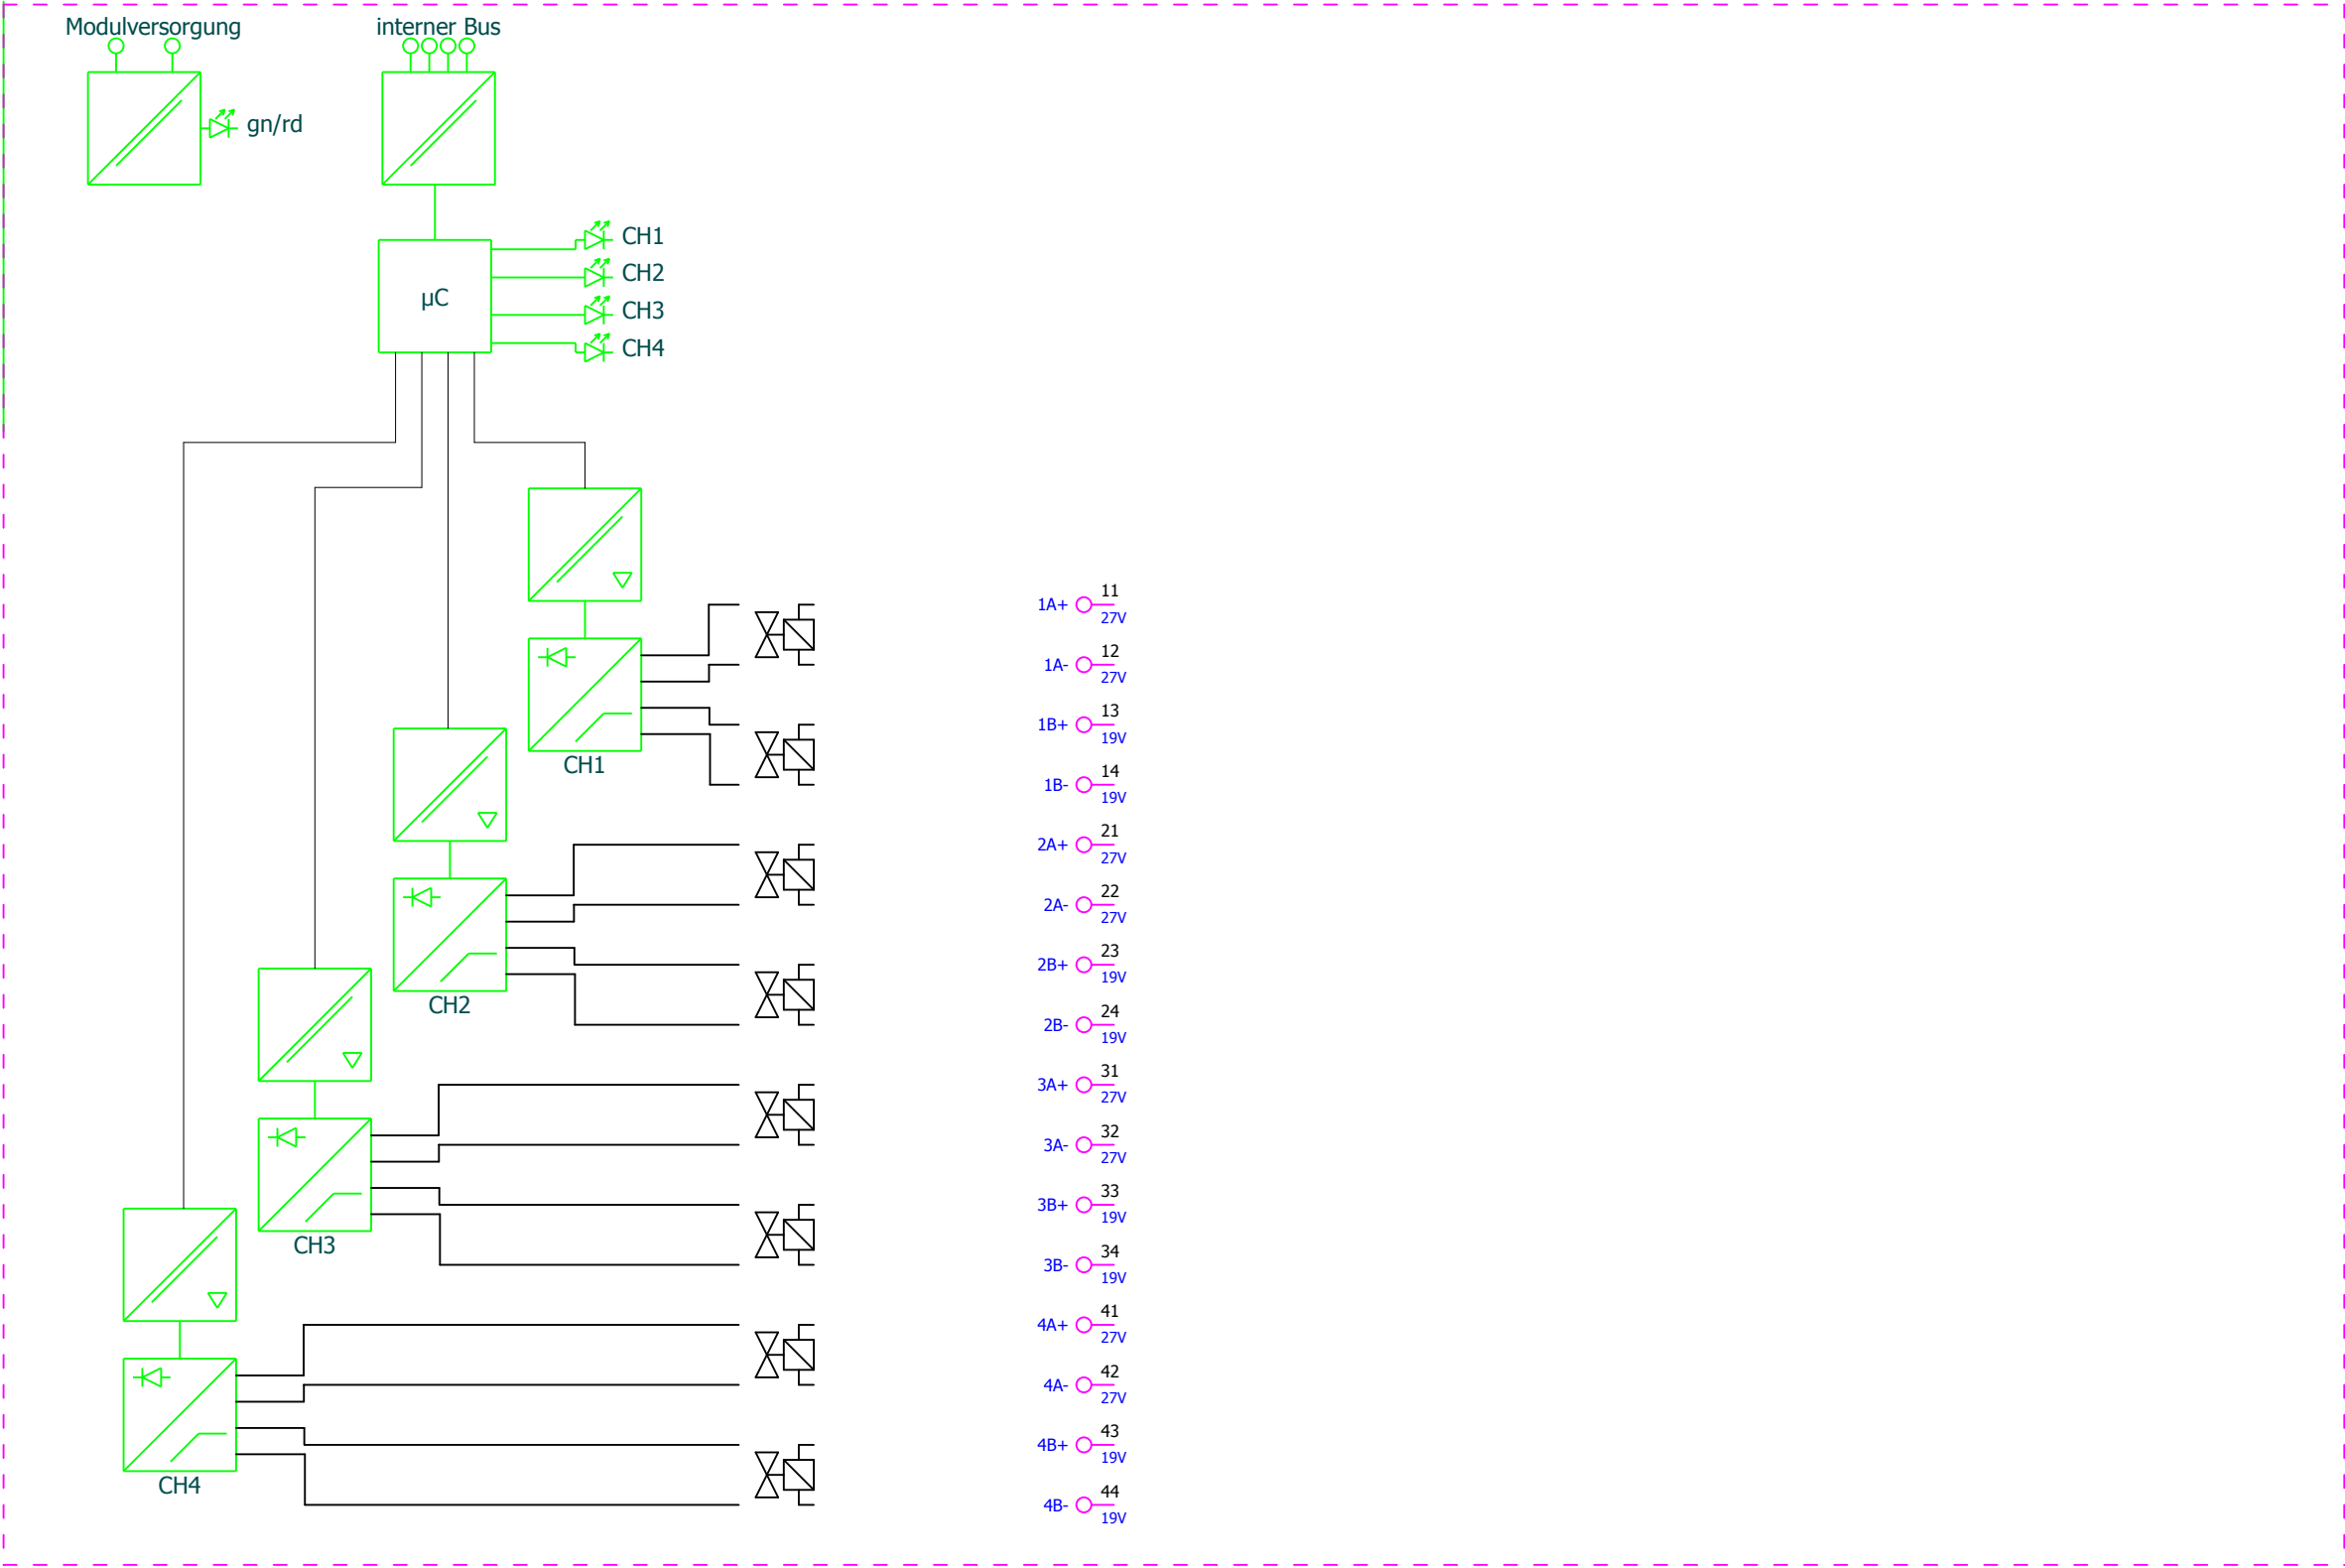 Modulversorgung
interner Bus
gn/rd
CH1
CH2
µC
CH3
CH4
11
1A+
27V
12
1A-
27V
13
1B+
19V
CH1
14
1B-
19V
21
2A+
27V
22
2A-
27V
23
2B+
19V
CH2
24
2B-
19V
31
3A+
27V
32
3A-
27V
33
3B+
19V
CH3
34
3B-
19V
41
4A+
27V
42
4A-
27V
43
4B+
19V
CH4
44
4B-
19V